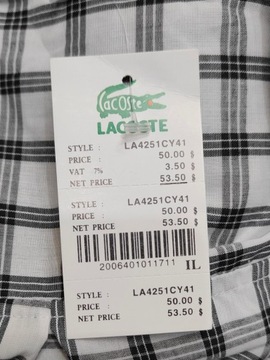 Lacoste
LACOSTE
STYLE : LA4251CY41
PRICE : 50.00 $
VAT 7% 3.50 $
NET PRICE 53.50 $
STYLE : LA4251CY41
PRICE : 50.00 $
NET PRICE 53.50 $
2006401011711 IL
STYLE : LA4251CY41
PRICE : 50.00 $
NET PRICE 53.50 $